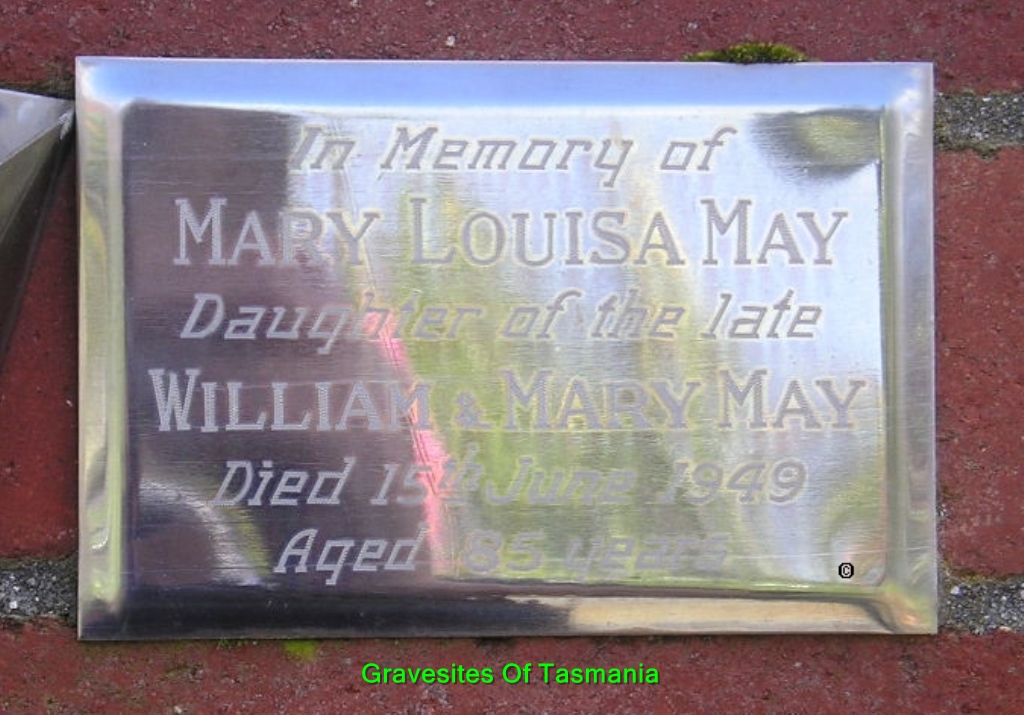 In Memory of
MARY LOUISA MAY
Daughter of the late
WILLIAM & MARY MAY
Died 15th June 1949
Aged 85 years
©
Gravesites Of Tasmania